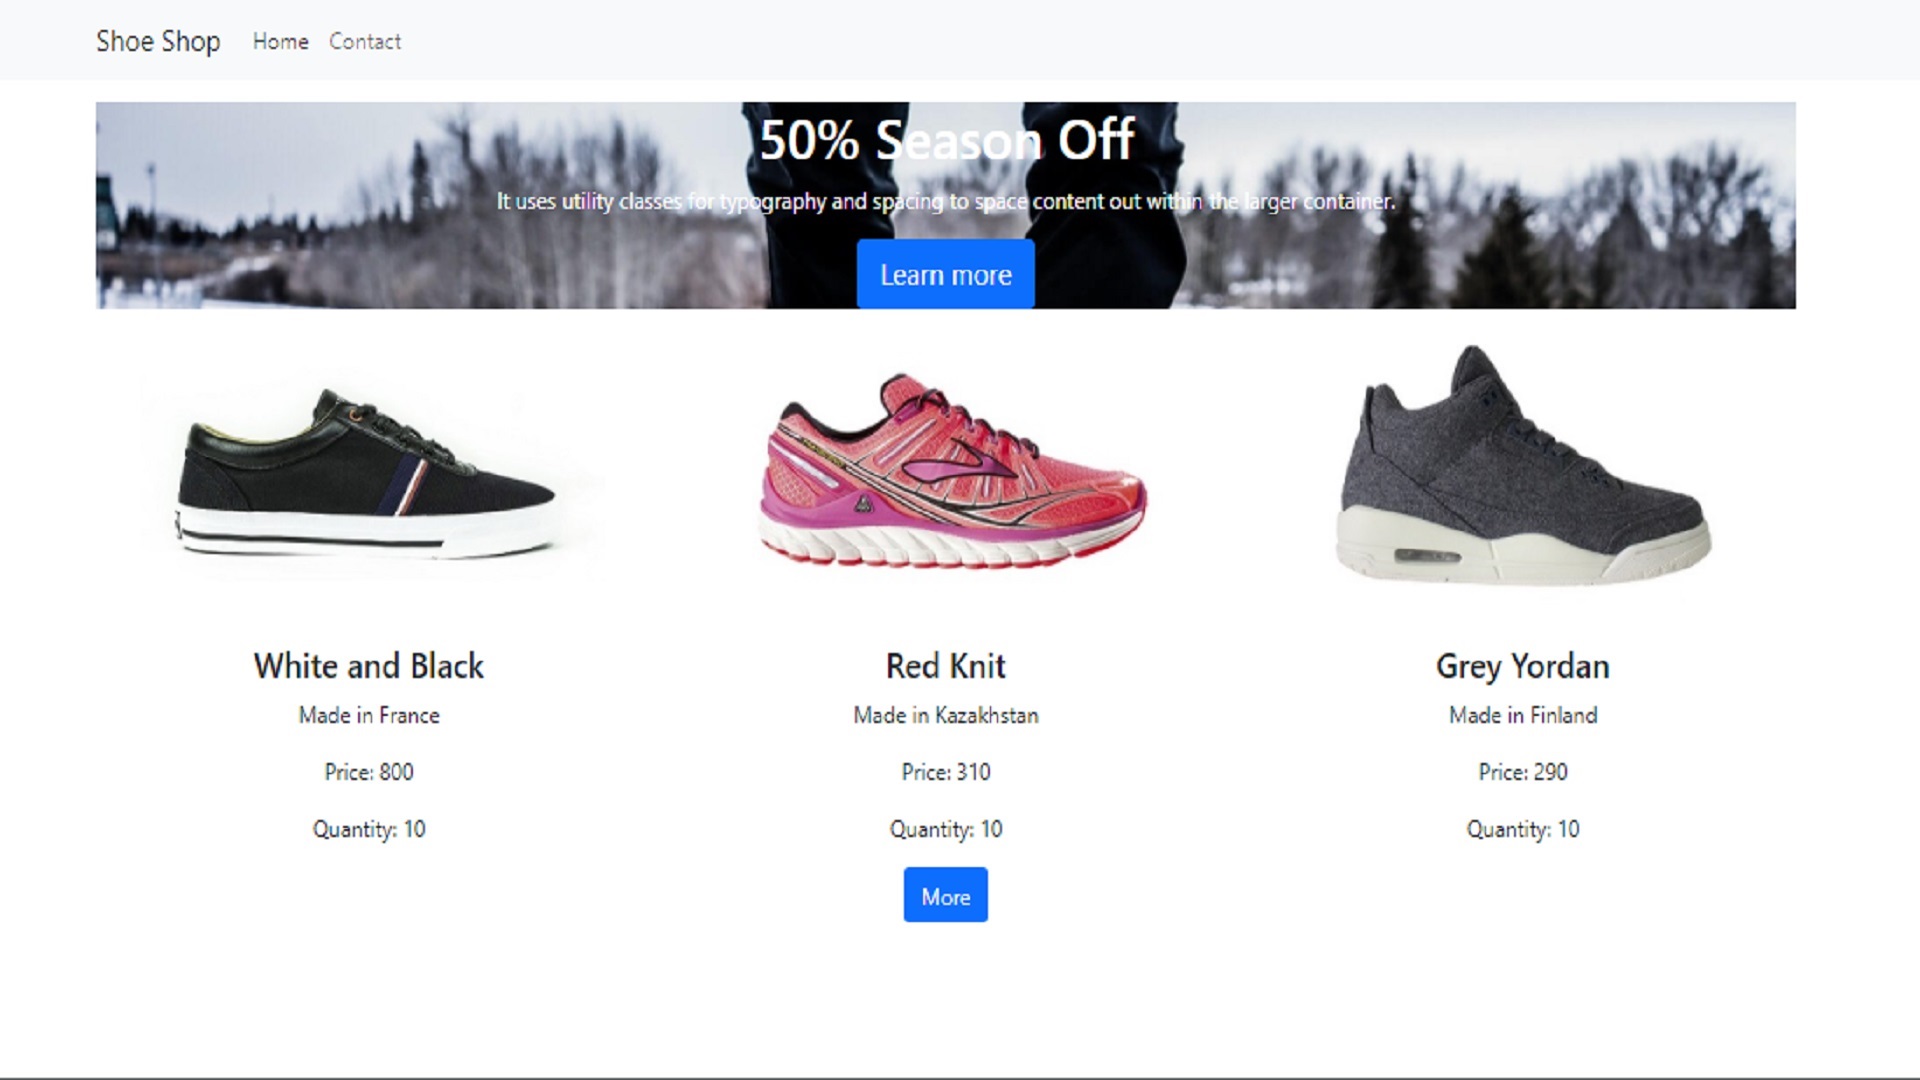 Shoe Shop Home Contact
50% Season Off
It uses utility classes for typography and spacing to space content out within the larger container.
Learn more
White and Black
Made in France
Price: 800
Quantity: 10
Red Knit
Made in Kazakhstan
Price: 310
Quantity: 10
More
Grey Yordan
Made in Finland
Price: 290
Quantity: 10